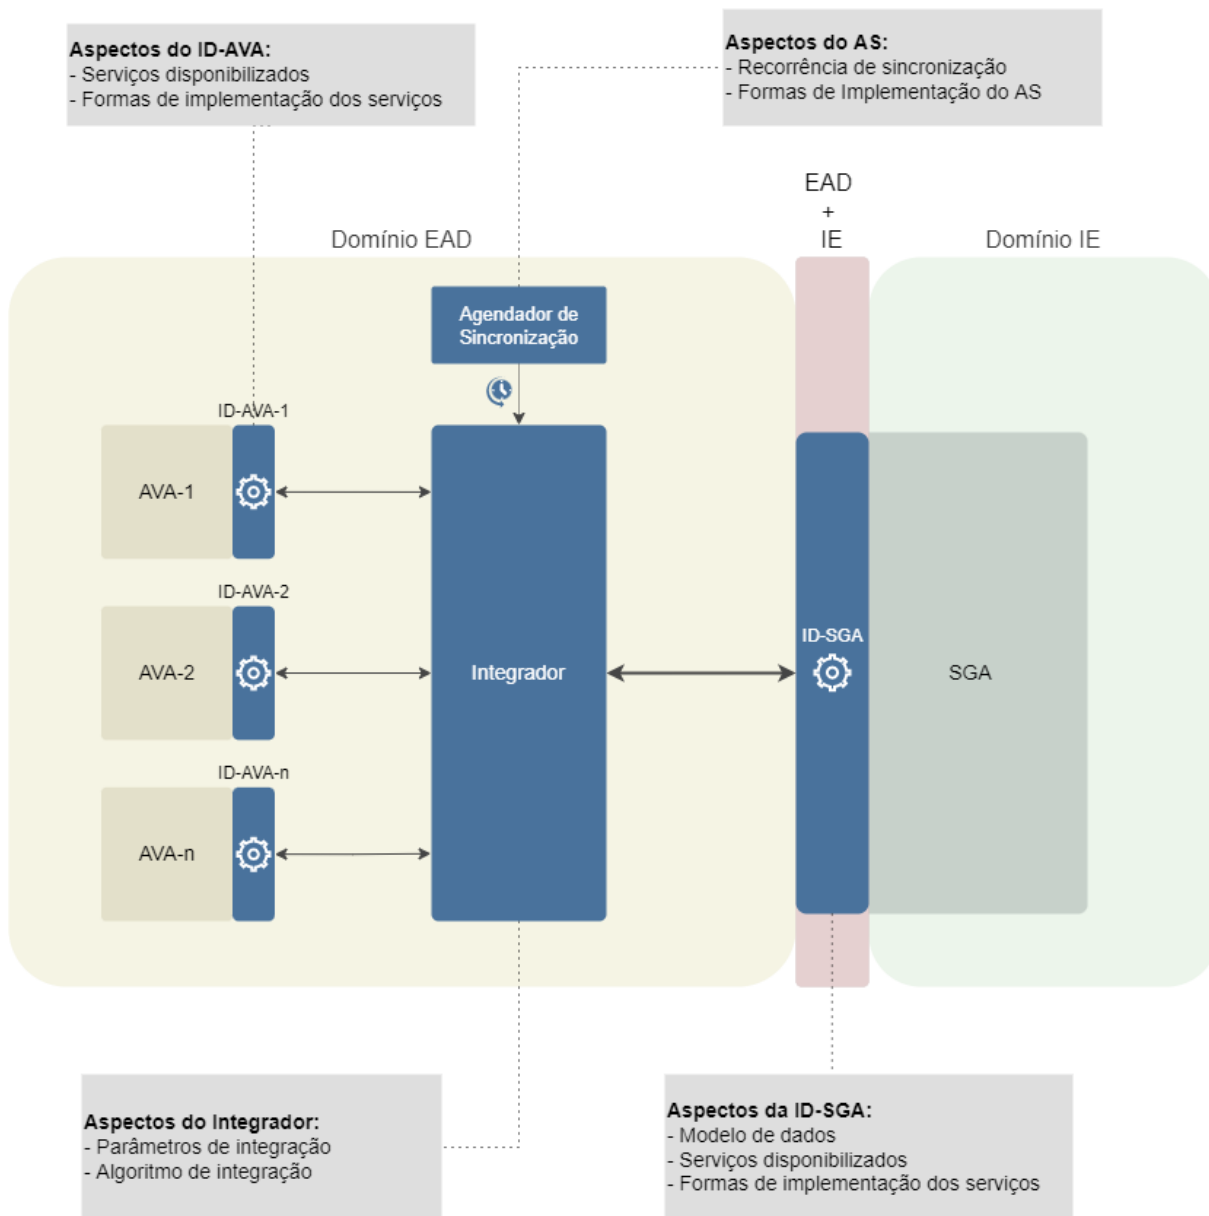 Aspectos do ID-AVA:
- Serviços disponibilizados
- Formas de implementação dos serviços
Aspectos do AS:
- Recorrência de sincronização
- Formas de Implementação do AS
EAD
+
IE
Domínio EAD
Domínio IE
Agendador de
Sincronização
ID-AVA-1
AVA-1
ID-AVA-2
AVA-2
Integrador
ID-SGA
SGA
ID-AVA-n
AVA-n
Aspectos do Integrador:
- Parâmetros de integração
- Algoritmo de integração
Aspectos da ID-SGA:
- Modelo de dados
- Serviços disponibilizados
- Formas de implementação dos serviços